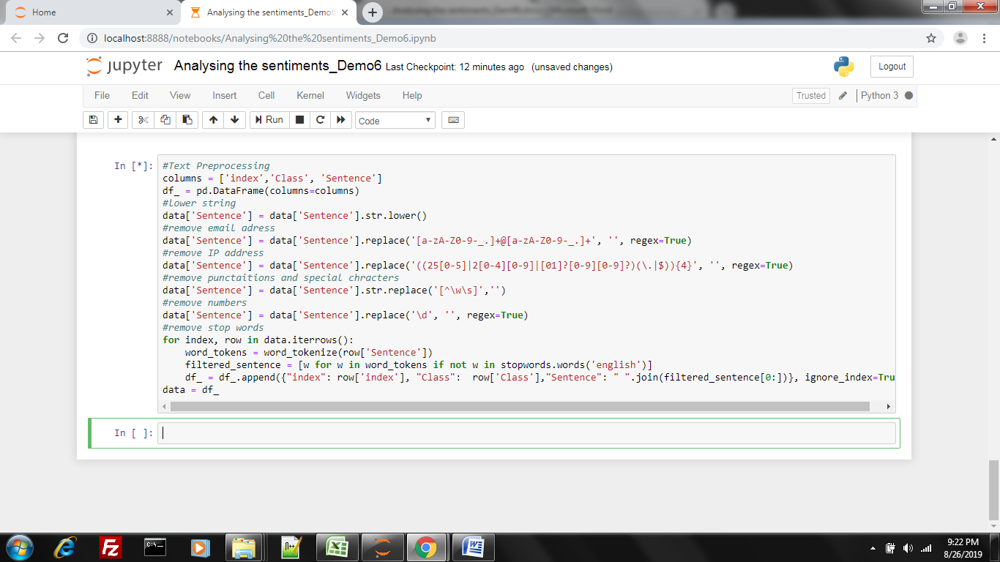 Home
Analysing the sentiments_Demo6
localhost:8888/notebooks/Analysing%20the%20sentiments_Demo6.ipynb
jupyter Analysing the sentiments_Demo6 Last Checkpoint: 12 minutes ago (unsaved changes)
Logout
File Edit View Insert Cell Kernel Widgets Help
Trusted
Python 3
Run
Code
In [*]:
#Text Preprocessing
columns = ['index','Class', 'Sentence']
df_ = pd.DataFrame(columns=columns)
#lower string
data['Sentence'] = data['Sentence'].str.lower()
#remove email adress
data['Sentence'] = data['Sentence'].replace('[a-zA-Z0-9-_.]+@[a-zA-Z0-9-_.]+', '', regex=True)
#remove IP address
data['Sentence'] = data['Sentence'].replace('((25[0-5]|2[0-4][0-9]|[01]?[0-9][0-9]?)(\.|$)){4}', '', regex=True)
#remove punctaitions and special chracters
data['Sentence'] = data['Sentence'].str.replace('[^\w\s]','')
#remove numbers
data['Sentence'] = data['Sentence'].replace('\d', '', regex=True)
#remove stop words
for index, row in data.iterrows():
    word_tokens = word_tokenize(row['Sentence'])
    filtered_sentence = [w for w in word_tokens if not w in stopwords.words('english')]
    df_ = df_.append({"index": row['index'], "Class":  row['Class'],"Sentence": " ".join(filtered_sentence[0:])}, ignore_index=Tru
data = df_
In [ ]:
9:22 PM
8/26/2019